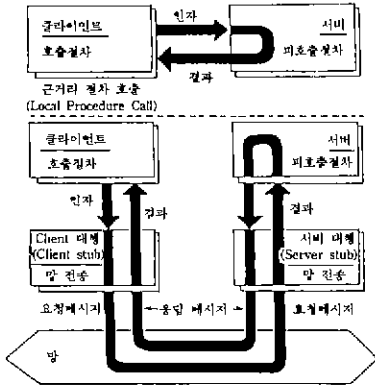 클라이언트
호출절차
인자
서버
피호출절차
결과
근거리 절차 호출
(Local Procedure Call)
클라이언트
호출절차
서버
피호출절차
인자
결과
결과
Client 대행
(Client stub)
망 전송
서버 대행
(Server stub)
망 전송
요청메시지
응답 메시지
요청메시지
망